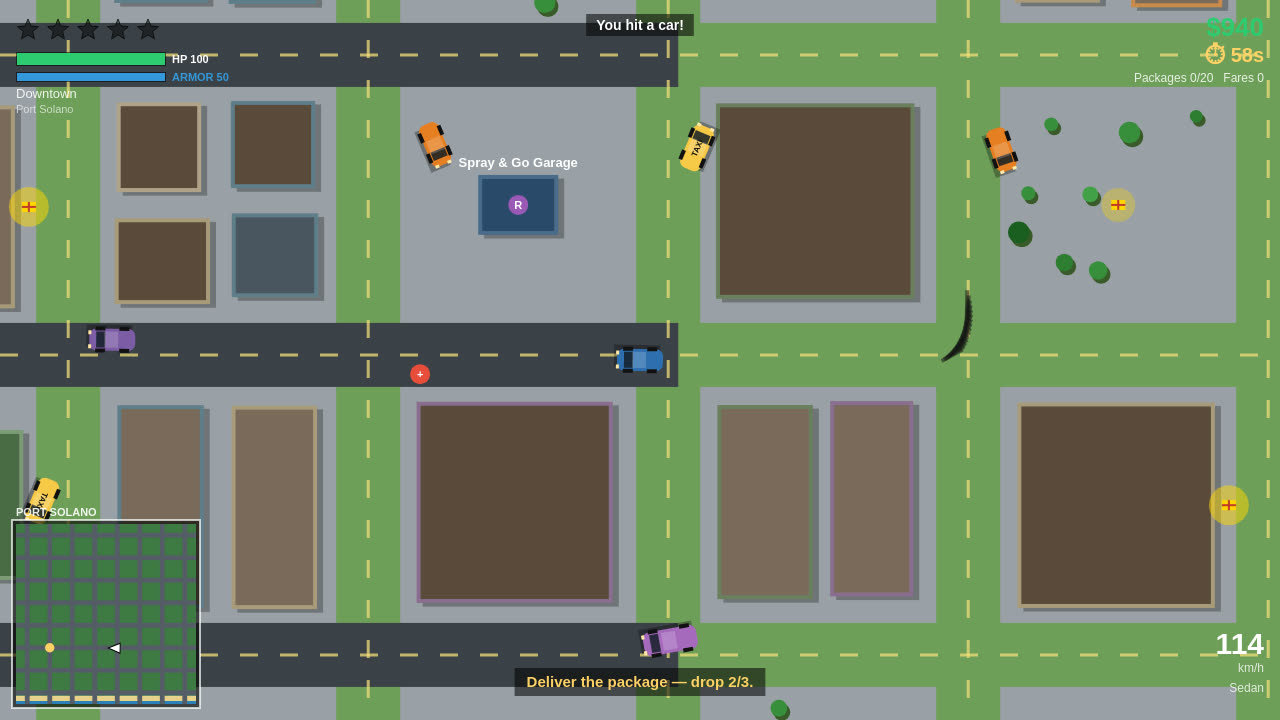 You hit a car!
$940
HP 100
58s
ARMOR 50
Packages 0/20 Fares 0
Downtown
Port Solano
TAXI
Spray & Go Garage
R
+
TAXI
PORT SOLANO
114
km/h
Deliver the package — drop 2/3.
Sedan